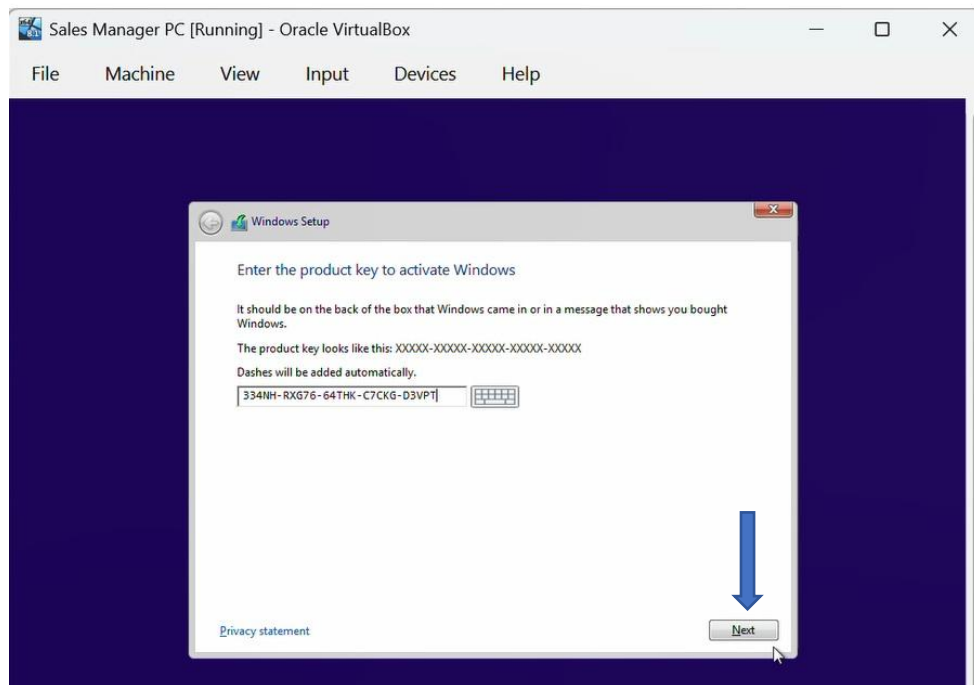 Sales Manager PC [Running] - Oracle VirtualBox
File Machine View Input Devices Help
Windows Setup
Enter the product key to activate Windows
It should be on the back of the box that Windows came in or in a message that shows you bought
Windows.
The product key looks like this: XXXXX-XXXXX-XXXXX-XXXXX-XXXXX
Dashes will be added automatically.
334NH-RXG76-64THK-C7CKG-D3VPT
Privacy statement
Next